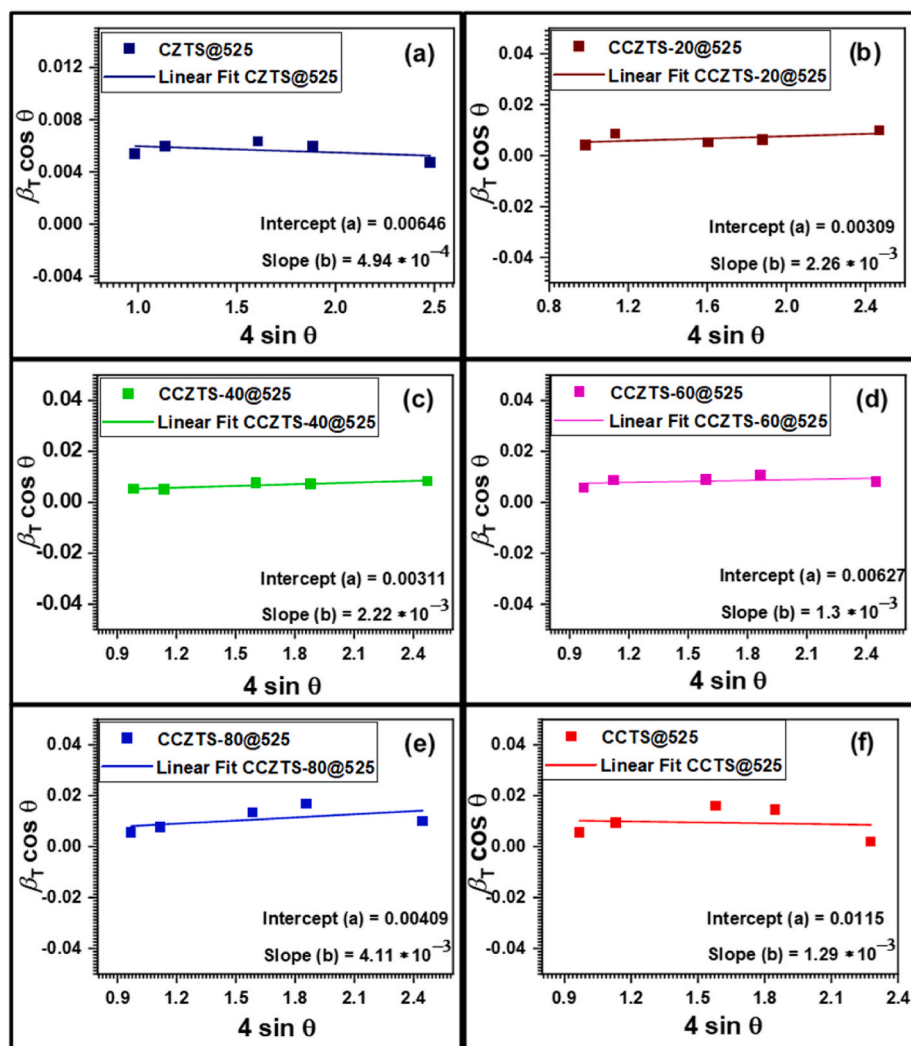 CZTS@525
Linear Fit CZTS@525
(a)
0.012
0.008
0.004
0.000
-0.004
βT cos θ
Intercept (a) = 0.00646
Slope (b) = 4.94 * 10−4
1.0 1.5 2.0 2.5
4 sin θ
CCZTS-20@525
Linear Fit CCZTS-20@525
(b)
0.04
0.02
0.00
-0.02
-0.04
βT cos θ
Intercept (a) = 0.00309
Slope (b) = 2.26 * 10−3
0.8 1.2 1.6 2.0 2.4
4 sin θ
CCZTS-40@525
Linear Fit CCZTS-40@525
(c)
0.04
0.02
0.00
-0.02
-0.04
βT cos θ
Intercept (a) = 0.00311
Slope (b) = 2.22 * 10−3
0.9 1.2 1.5 1.8 2.1 2.4
4 sin θ
CCZTS-60@525
Linear Fit CCZTS-60@525
(d)
0.04
0.02
0.00
-0.02
-0.04
βT cos θ
Intercept (a) = 0.00627
Slope (b) = 1.3 * 10−3
0.9 1.2 1.5 1.8 2.1 2.4
4 sin θ
CCZTS-80@525
Linear Fit CCZTS-80@525
(e)
0.04
0.02
0.00
-0.02
-0.04
βT cos θ
Intercept (a) = 0.00409
Slope (b) = 4.11 * 10−3
0.9 1.2 1.5 1.8 2.1 2.4
4 sin θ
CCTS@525
Linear Fit CCTS@525
(f)
0.04
0.02
0.00
-0.02
-0.04
βT cos θ
Intercept (a) = 0.0115
Slope (b) = 1.29 * 10−3
0.9 1.2 1.5 1.8 2.1 2.4
4 sin θ